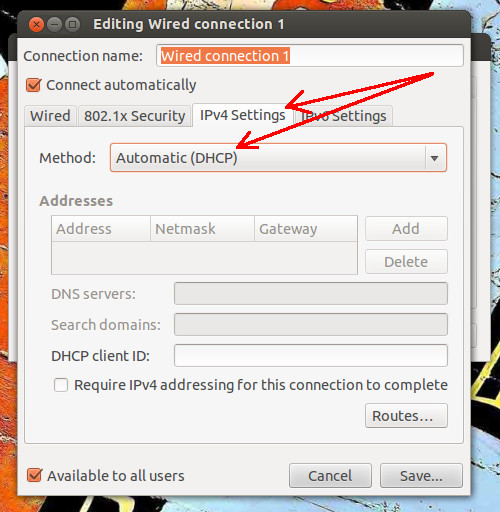 Editing Wired connection 1
Connection name: Wired connection 1
Connect automatically
Wired 802.1x Security IPv4 Settings IPv6 Settings
Method: Automatic (DHCP)
Addresses
Address Netmask Gateway Add
Delete
DNS servers:
Search domains:
DHCP client ID:
Require IPv4 addressing for this connection to complete
Routes...
Available to all users Cancel Save...